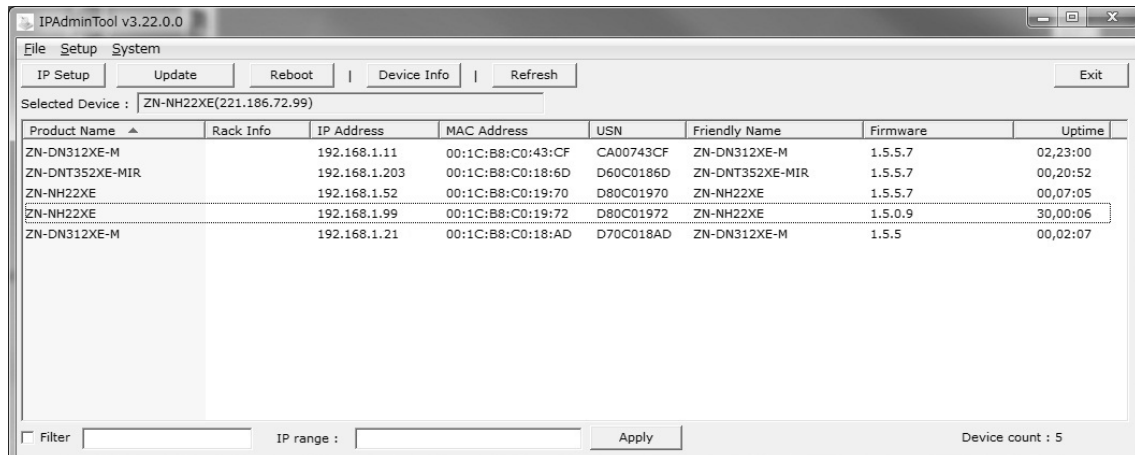 IPAdminTool v3.22.0.0
File Setup System
IP Setup Update Reboot | Device Info | Refresh Exit
Selected Device : ZN-NH22XE(221.186.72.99)
Product Name Rack Info IP Address MAC Address USN Friendly Name Firmware Uptime
ZN-DN312XE-M 192.168.1.11 00:1C:B8:C0:43:CF CA00743CF ZN-DN312XE-M 1.5.5.7 02,23:00
ZN-DNT352XE-MIR 192.168.1.203 00:1C:B8:C0:18:6D D60C0186D ZN-DNT352XE-MIR 1.5.5.7 00,20:52
ZN-NH22XE 192.168.1.52 00:1C:B8:C0:19:70 D80C01970 ZN-NH22XE 1.5.5.7 00,07:05
ZN-NH22XE 192.168.1.99 00:1C:B8:C0:19:72 D80C01972 ZN-NH22XE 1.5.0.9 30,00:06
ZN-DN312XE-M 192.168.1.21 00:1C:B8:C0:18:AD D70C018AD ZN-DN312XE-M 1.5.5 00,02:07
Filter IP range : Apply Device count : 5